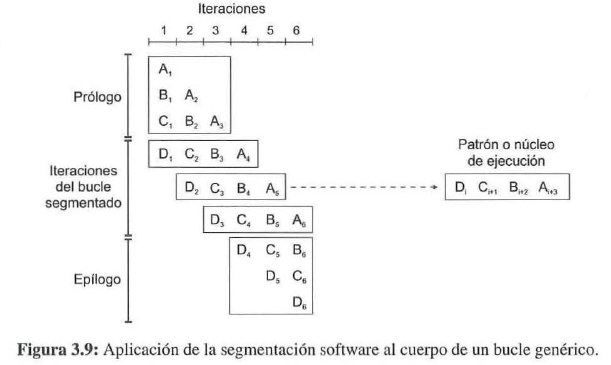 Iteraciones
1 2 3 4 5 6
Prólogo
A₁
B₁ A₂
C₁ B₂ A₃
Iteraciones
del bucle
segmentado
D₁ C₂ B₃ A₄
D₂ C₃ B₄ A₅
D₃ C₄ B₅ A₆
Patrón o núcleo
de ejecución
Dᵢ Cᵢ₊₁ Bᵢ₊₂ Aᵢ₊₃
Epílogo
D₄ C₅ B₆
D₅ C₆
D₆
Figura 3.9: Aplicación de la segmentación software al cuerpo de un bucle genérico.